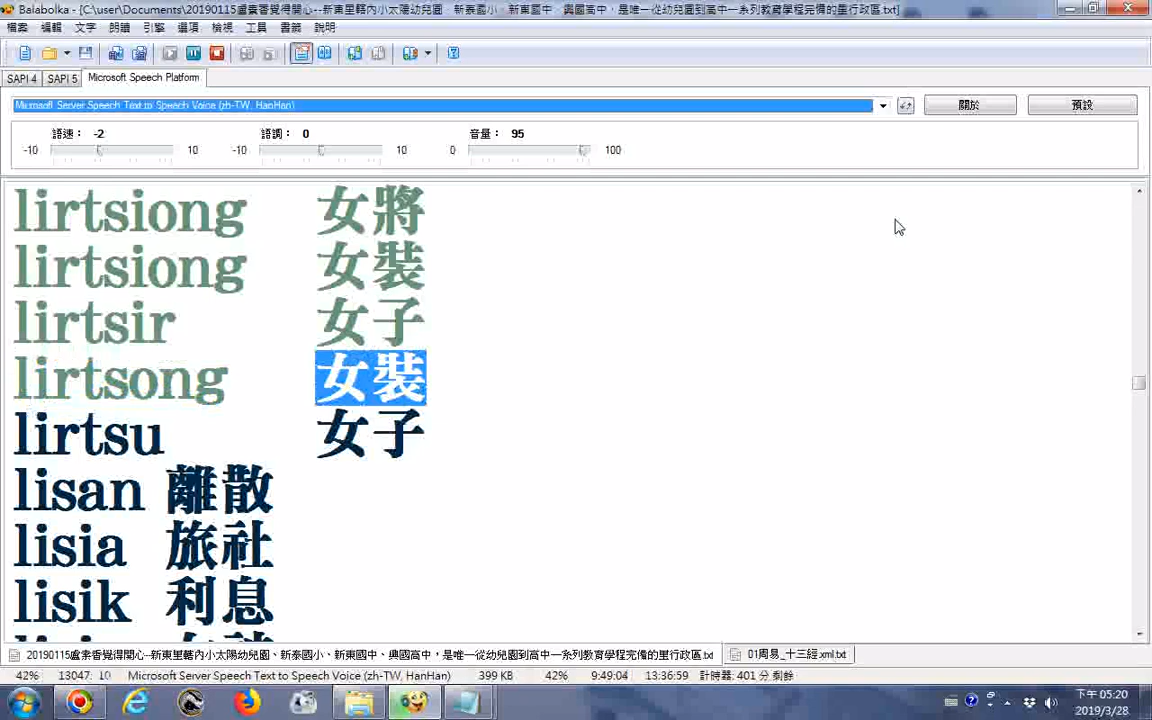 Balabolka - [C:\user\Documents\20190115盧素香覺得開心--新東里轄內小太陽幼兒園、新泰國小、新東國中、興國高中，是唯一從幼兒園到高中一系列教育學程完備的里行政區.txt]
檔案 編輯 文字 朗讀 引擎 選項 檢視 工具 書籤 說明
SAPI 4 SAPI 5 Microsoft Speech Platform
Microsoft Server Speech Text to Speech Voice (zh-TW, HanHan) 關於 預設
語速： -2 語調： 0 音量： 95
-10 10 -10 10 0 100
lirtsiong 女將
lirtsiong 女裝
lirtsir 女子
lirtsong 女裝
lirtsu 女子
lisan 離散
lisia 旅社
lisik 利息
20190115盧素香覺得開心--新東里轄內小太陽幼兒園、新泰國小、新東國中、興國高中，是唯一從幼兒園到高中一系列教育學程完備的里行政區.txt 01周易_十三經.xml.txt
42% 13047: 10 Microsoft Server Speech Text to Speech Voice (zh-TW, HanHan) 399 KB 42% 9:49:04 13:36:59 計時器: 401 分 剩餘
下午 05:20
2019/3/28